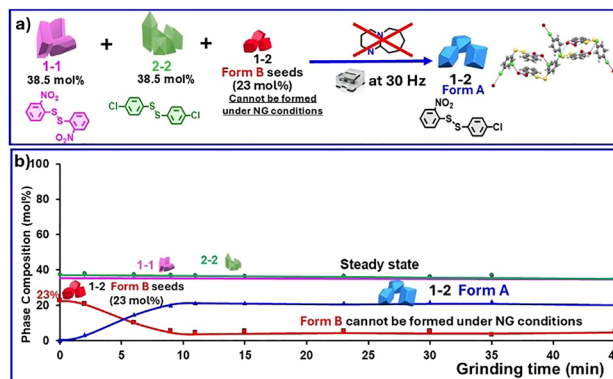 a)
1-1
38.5 mol%
+
2-2
38.5 mol%
+
1-2
Form B seeds
(23 mol%)
Cannot be formed
under NG conditions
N
N
at 30 Hz
1-2
Form A
NO2
S
S
O2N
Cl
S
S
Cl
NO2
S
S
Cl
b)
Phase Composition (mol%)
100
80
60
40
20
0
1-1
2-2
Steady state
23%
1-2 Form B seeds
(23 mol%)
1-2 Form A
Form B cannot be formed under NG conditions
0
5
10
15
20
25
30
35
40
45
Grinding time (min)